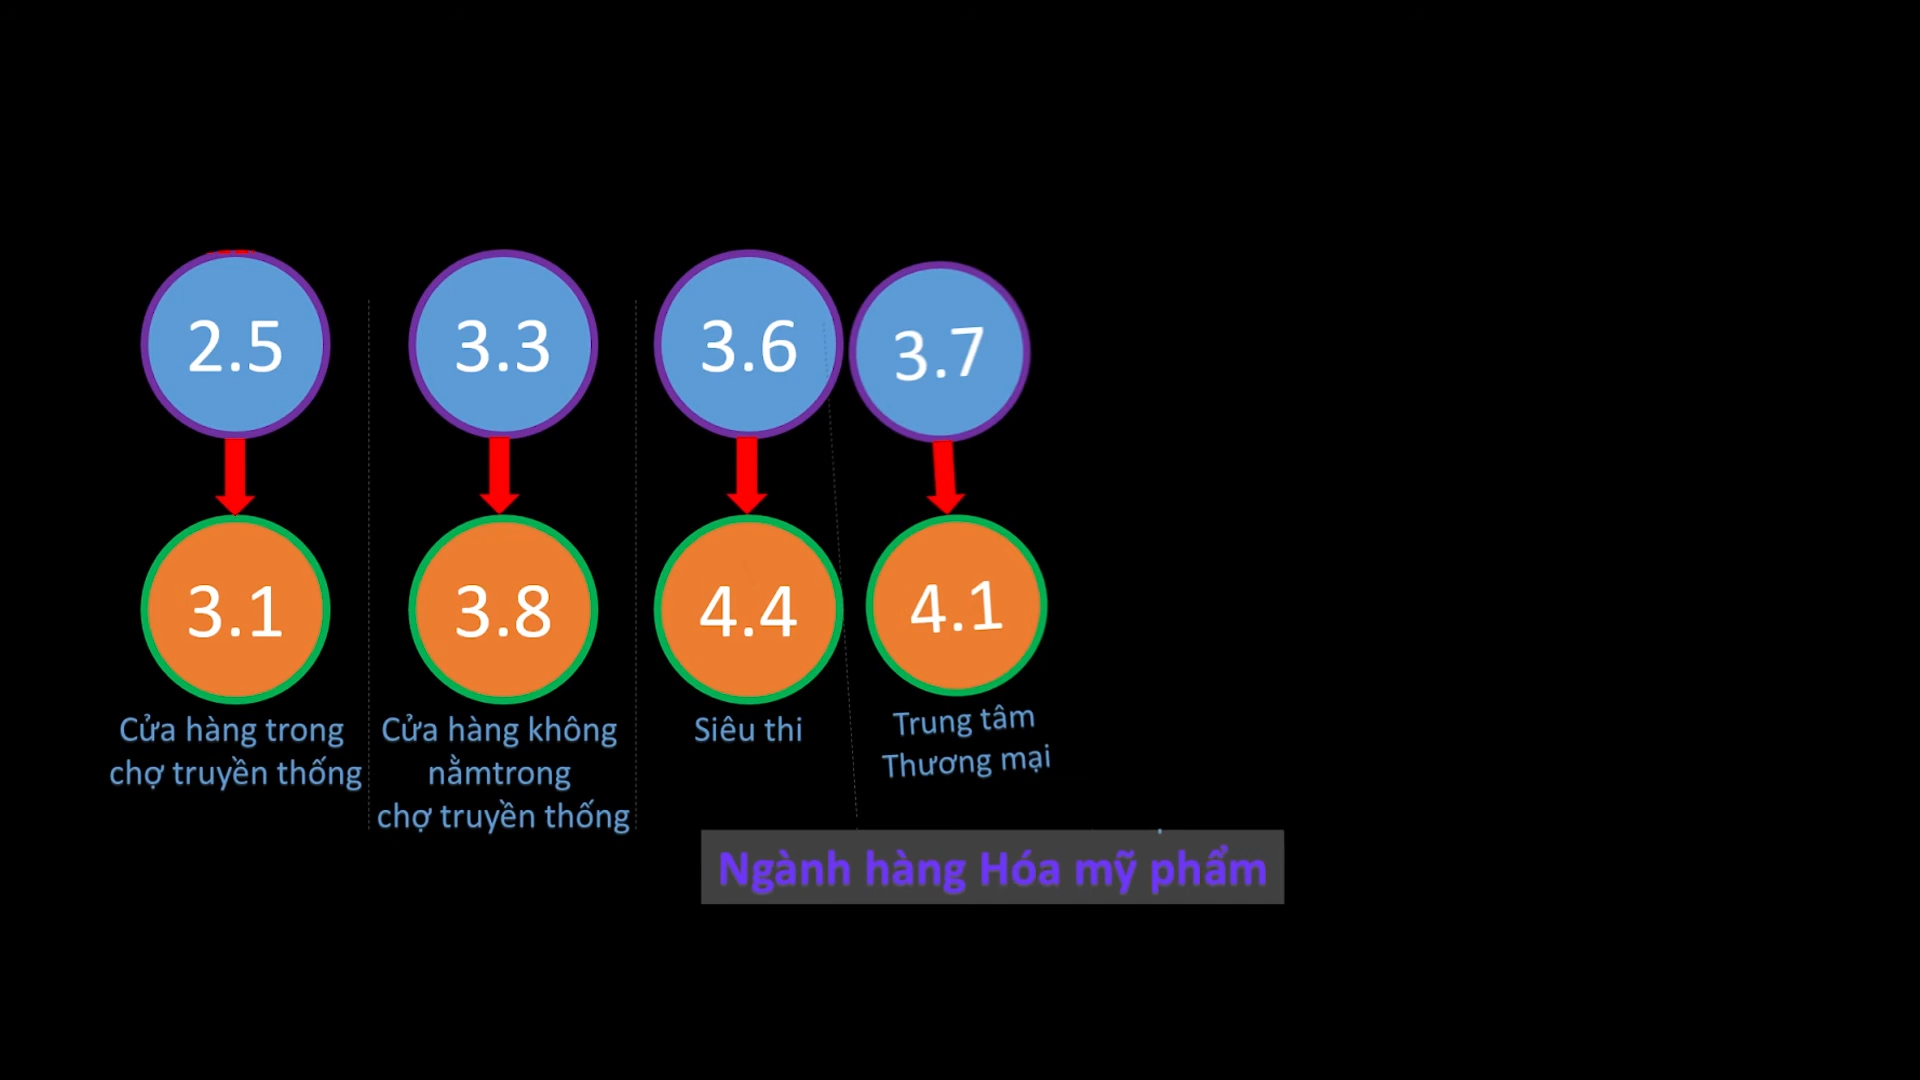 2.5
3.3
3.6
3.7
3.1
3.8
4.4
4.1
Cửa hàng trong
chợ truyền thống
Cửa hàng không
nằmtrong
chợ truyền thống
Siêu thi
Trung tâm
Thương mại
Ngành hàng Hóa mỹ phẩm